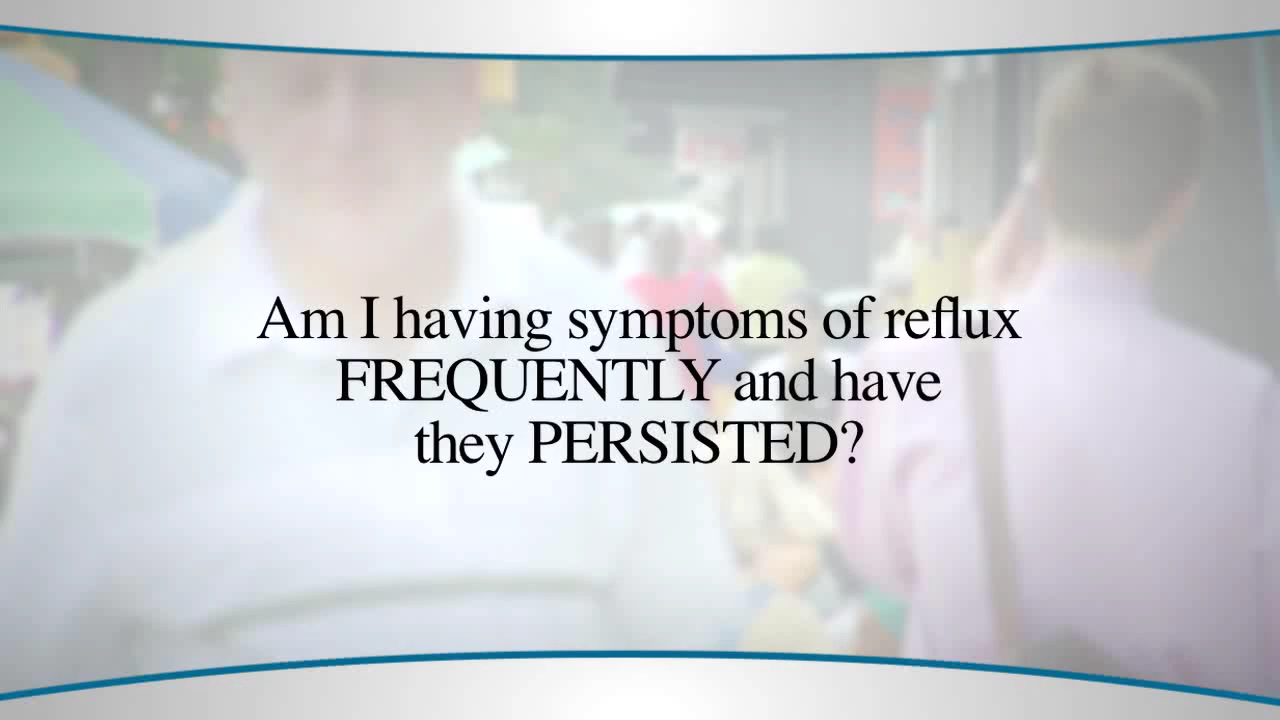 Am I having symptoms of reflux
FREQUENTLY and have
they PERSISTED?